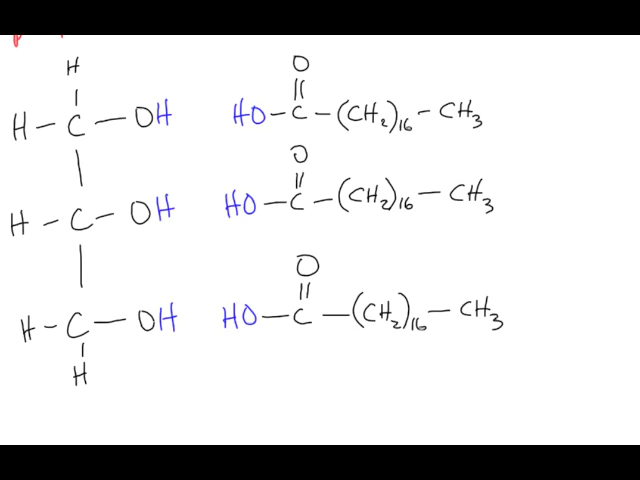 H O
H – C – OH HO – C – (CH₂)₁₆ – CH₃
O
H – C – OH HO – C – (CH₂)₁₆ – CH₃
O
H – C – OH HO – C – (CH₂)₁₆ – CH₃
H